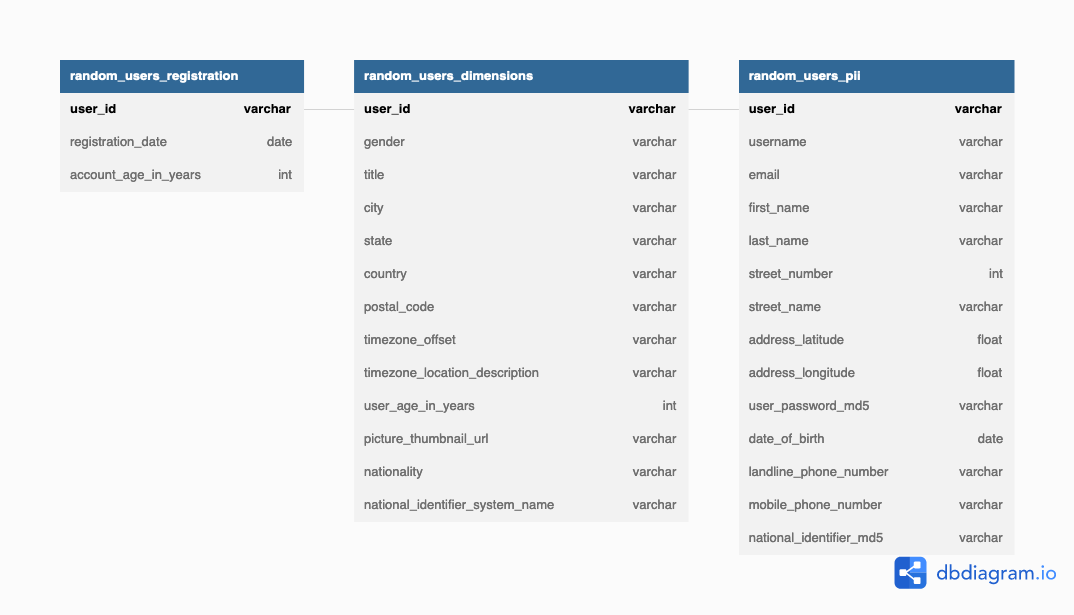 random_users_registration
user_id varchar
registration_date date
account_age_in_years int
random_users_dimensions
user_id varchar
gender varchar
title varchar
city varchar
state varchar
country varchar
postal_code varchar
timezone_offset varchar
timezone_location_description varchar
user_age_in_years int
picture_thumbnail_url varchar
nationality varchar
national_identifier_system_name varchar
random_users_pii
user_id varchar
username varchar
email varchar
first_name varchar
last_name varchar
street_number int
street_name varchar
address_latitude float
address_longitude float
user_password_md5 varchar
date_of_birth date
landline_phone_number varchar
mobile_phone_number varchar
national_identifier_md5 varchar
dbdiagram.io